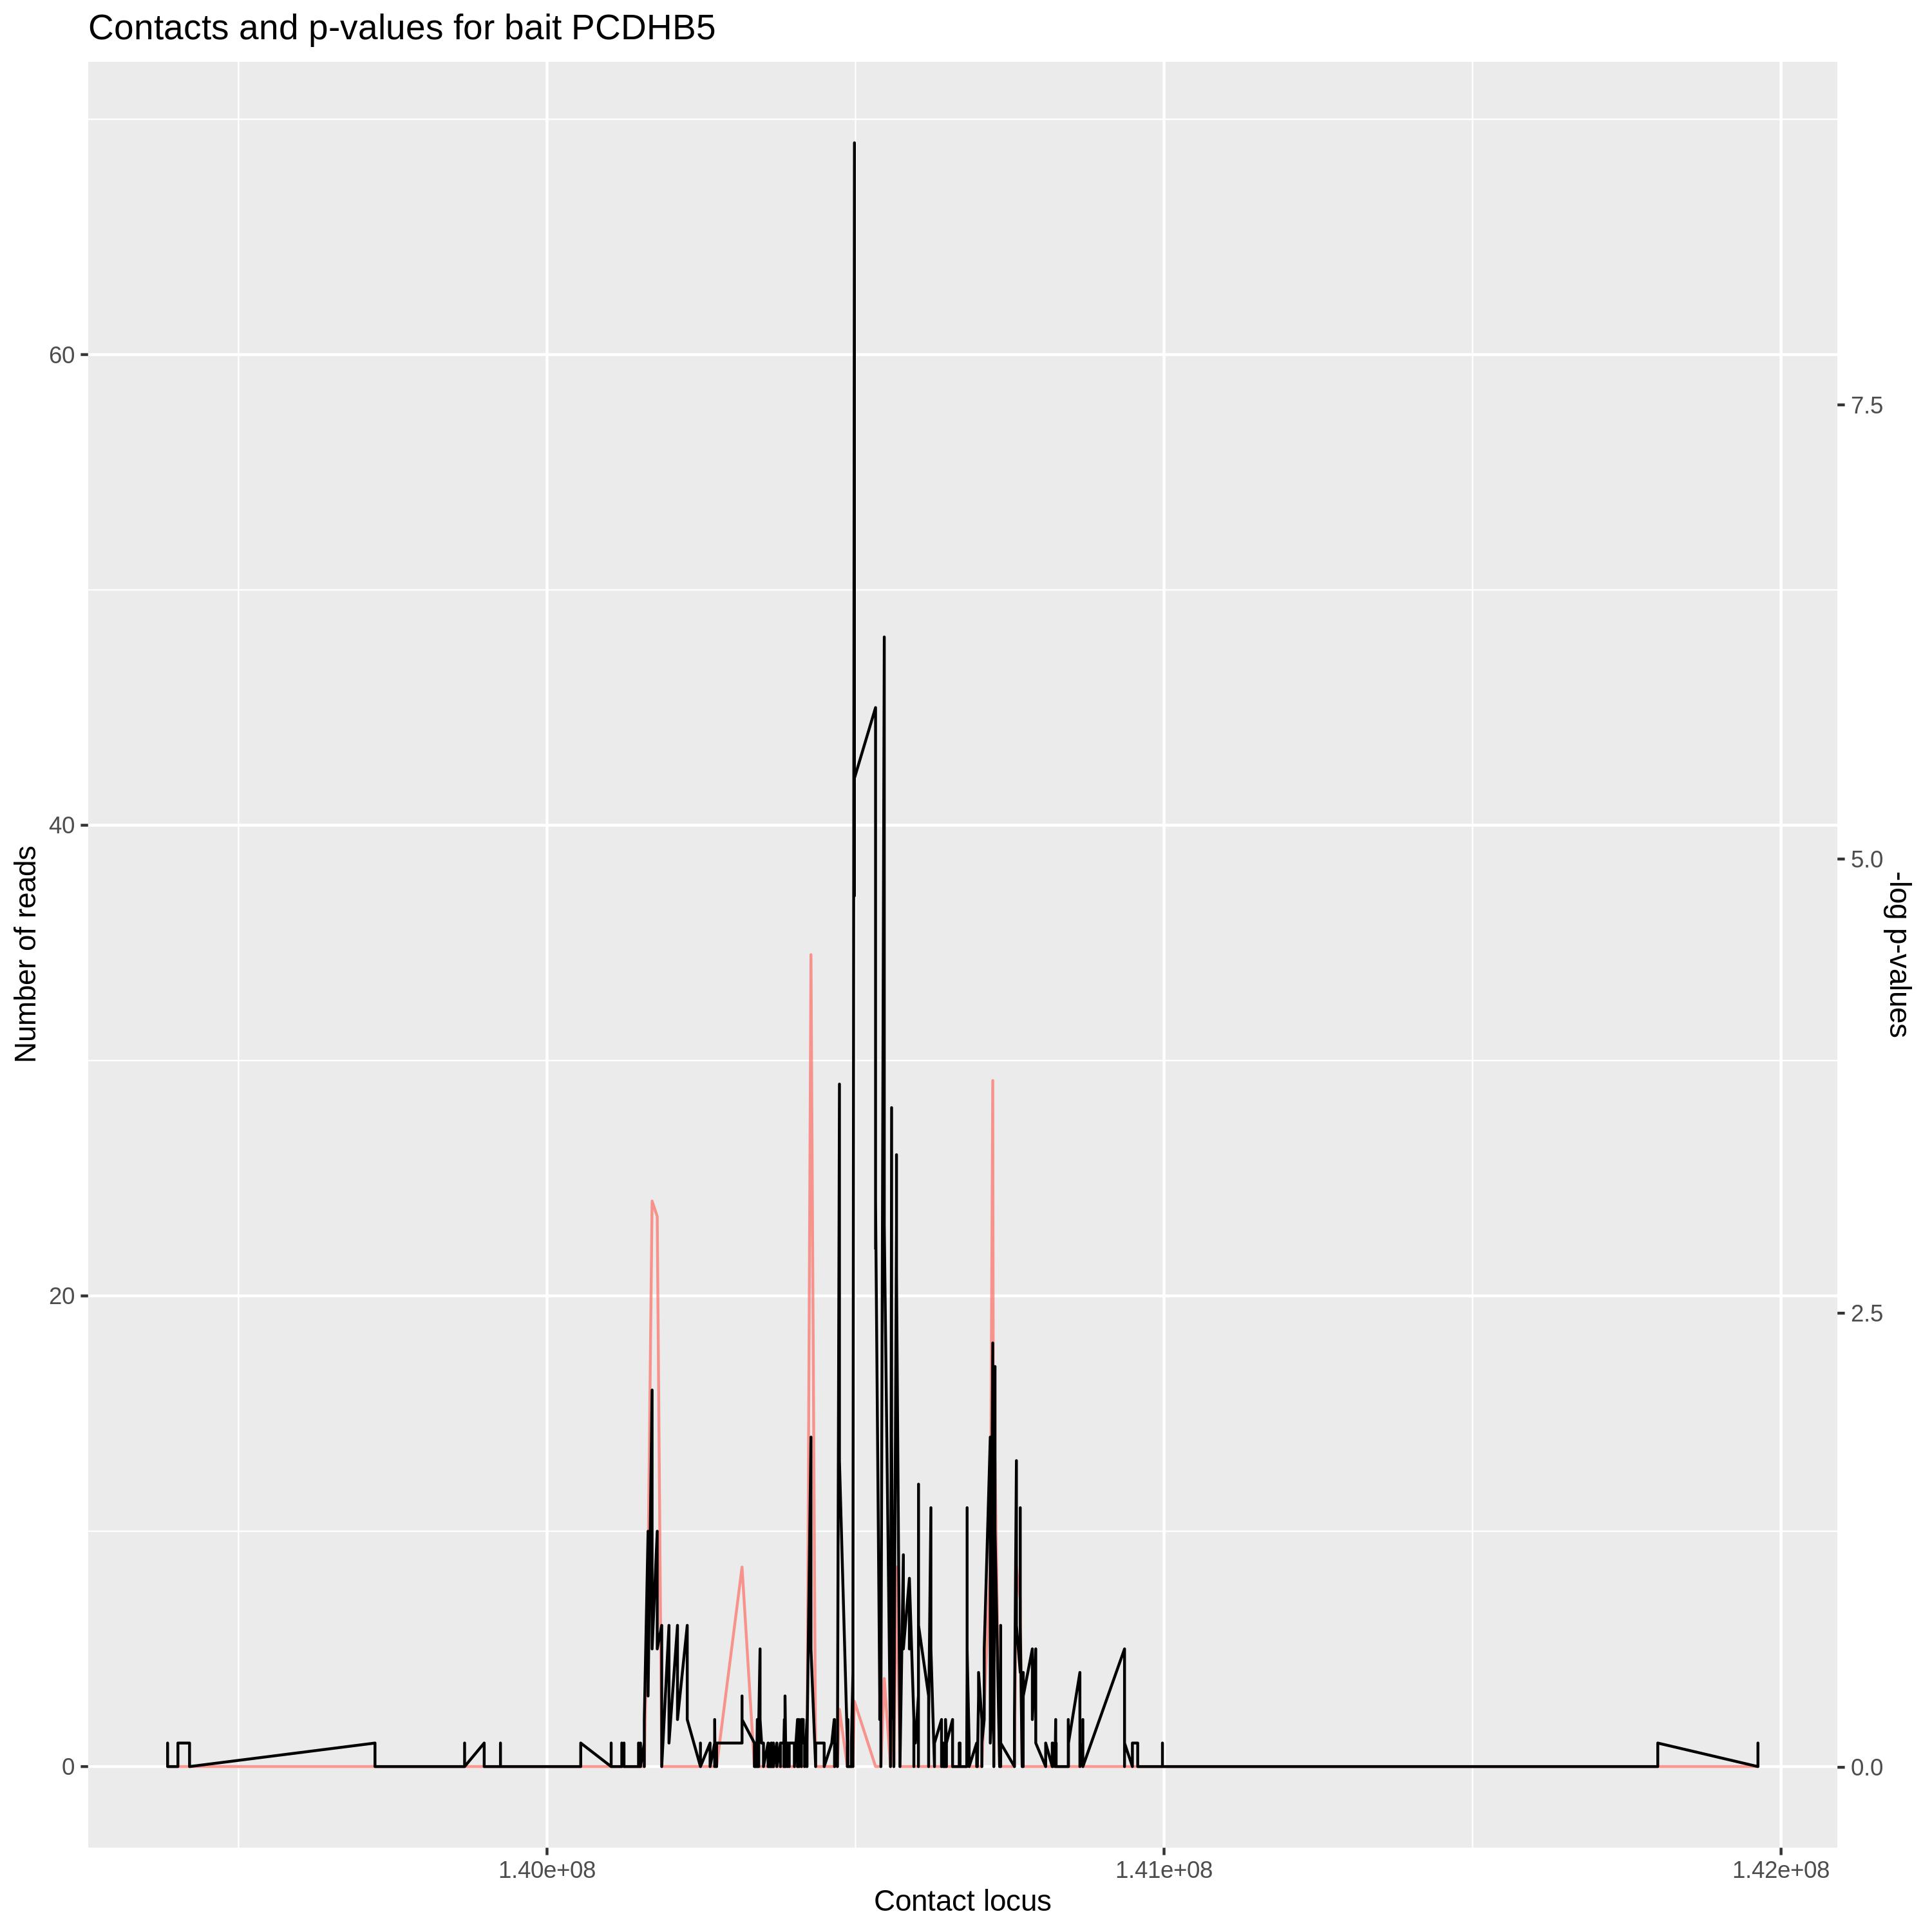 Contacts and p-values for bait PCDHB5
60
40
20
0
Number of reads
7.5
5.0
2.5
0.0
-log p-values
1.40e+08
1.41e+08
1.42e+08
Contact locus